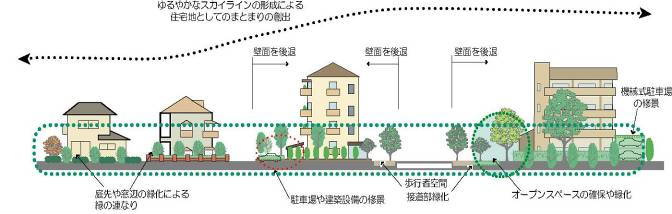 ゆるやかなスカイラインの形成による
住宅地としてのまとまりの創出
壁面を後退
壁面を後退
壁面を後退
機械式駐車場
の修景
庭先や窓辺の緑化による
緑の連なり
駐車場や建築設備の修景
歩行者空間
接道部緑化
オープンスペースの確保や緑化